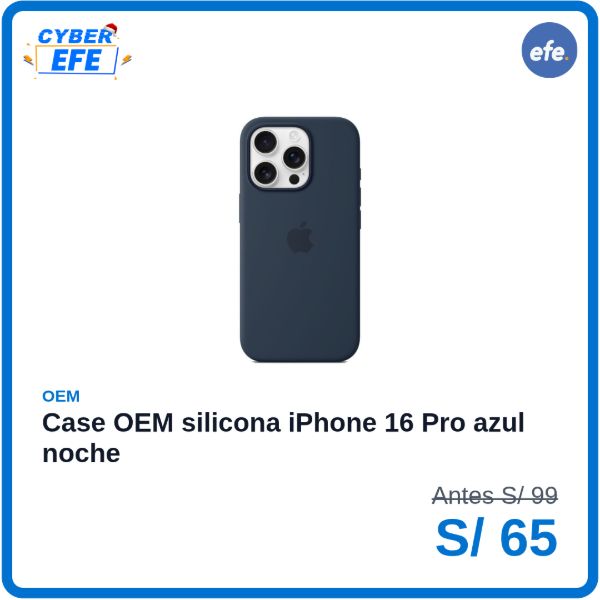 CYBER
EFE
efe.
OEM
Case OEM silicona iPhone 16 Pro azul
noche
Antes S/ 99
S/ 65